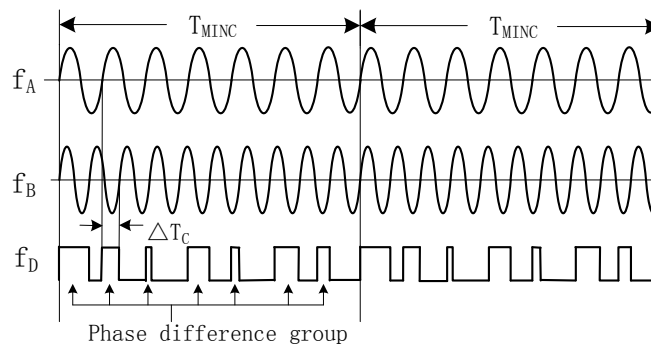 T_MINC T_MINC
f_A
f_B
△T_C
f_D
Phase difference group